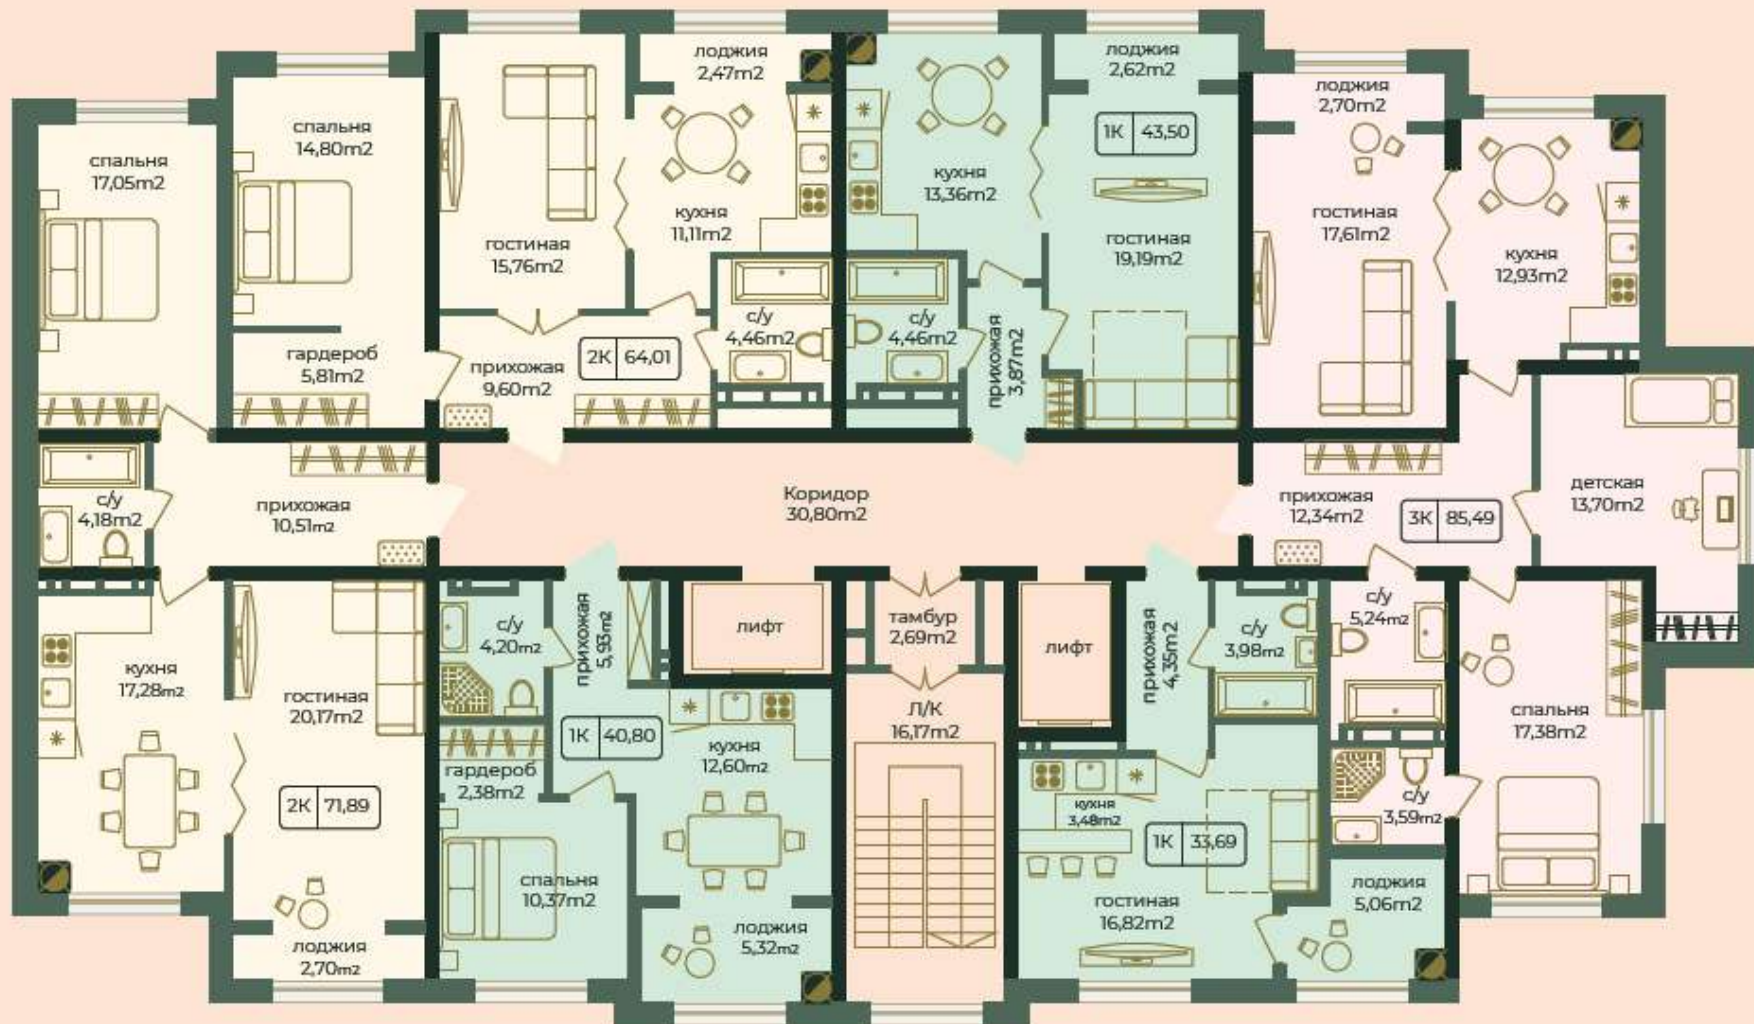 спальня
17,05m2
спальня
14,80m2
гардероб
5,81m2
гостиная
15,76m2
лоджия
2,47m2
кухня
11,11m2
прихожая
9,60m2
2К 64,01
с/у
4,46m2
кухня
13,36m2
лоджия
2,62m2
1К 43,50
гостиная
19,19m2
с/у
4,46m2
прихожая
3,87m2
лоджия
2,70m2
гостиная
17,61m2
кухня
12,93m2
с/у
4,18m2
прихожая
10,51m2
Коридор
30,80m2
прихожая
12,34m2
3К 85,49
детская
13,70m2
кухня
17,28m2
гостиная
20,17m2
2К 71,89
лоджия
2,70m2
с/у
4,20m2
прихожая
5,93m2
1К 40,80
гардероб
2,38m2
кухня
12,60m2
спальня
10,37m2
лоджия
5,32m2
лифт
тамбур
2,69m2
Л/К
16,17m2
лифт
прихожая
4,35m2
с/у
3,98m2
кухня
3,48m2
1К 33,69
гостиная
16,82m2
лоджия
5,06m2
с/у
5,24m2
с/у
3,59m2
спальня
17,38m2